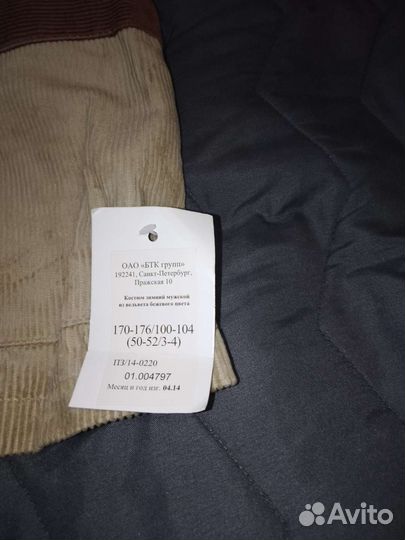 ОАО «БТК групп»
192241, Санкт-Петербург,
Пражская 10
Костюм зимний мужской
из вельвета бежевого цвета
170-176/100-104
(50-52/3-4)
ПЗ/14-0220
01.004797
Месяц и год изг. 04.14
Avito